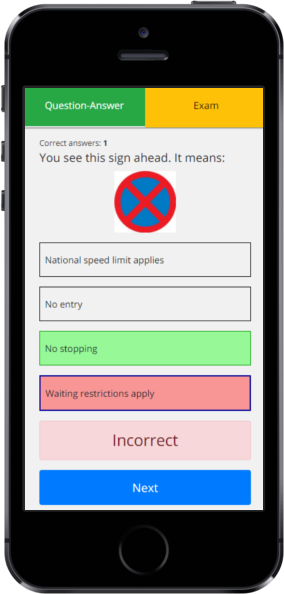 Question-Answer
Exam
Correct answers: 1
You see this sign ahead. It means:
National speed limit applies
No entry
No stopping
Waiting restrictions apply
Incorrect
Next